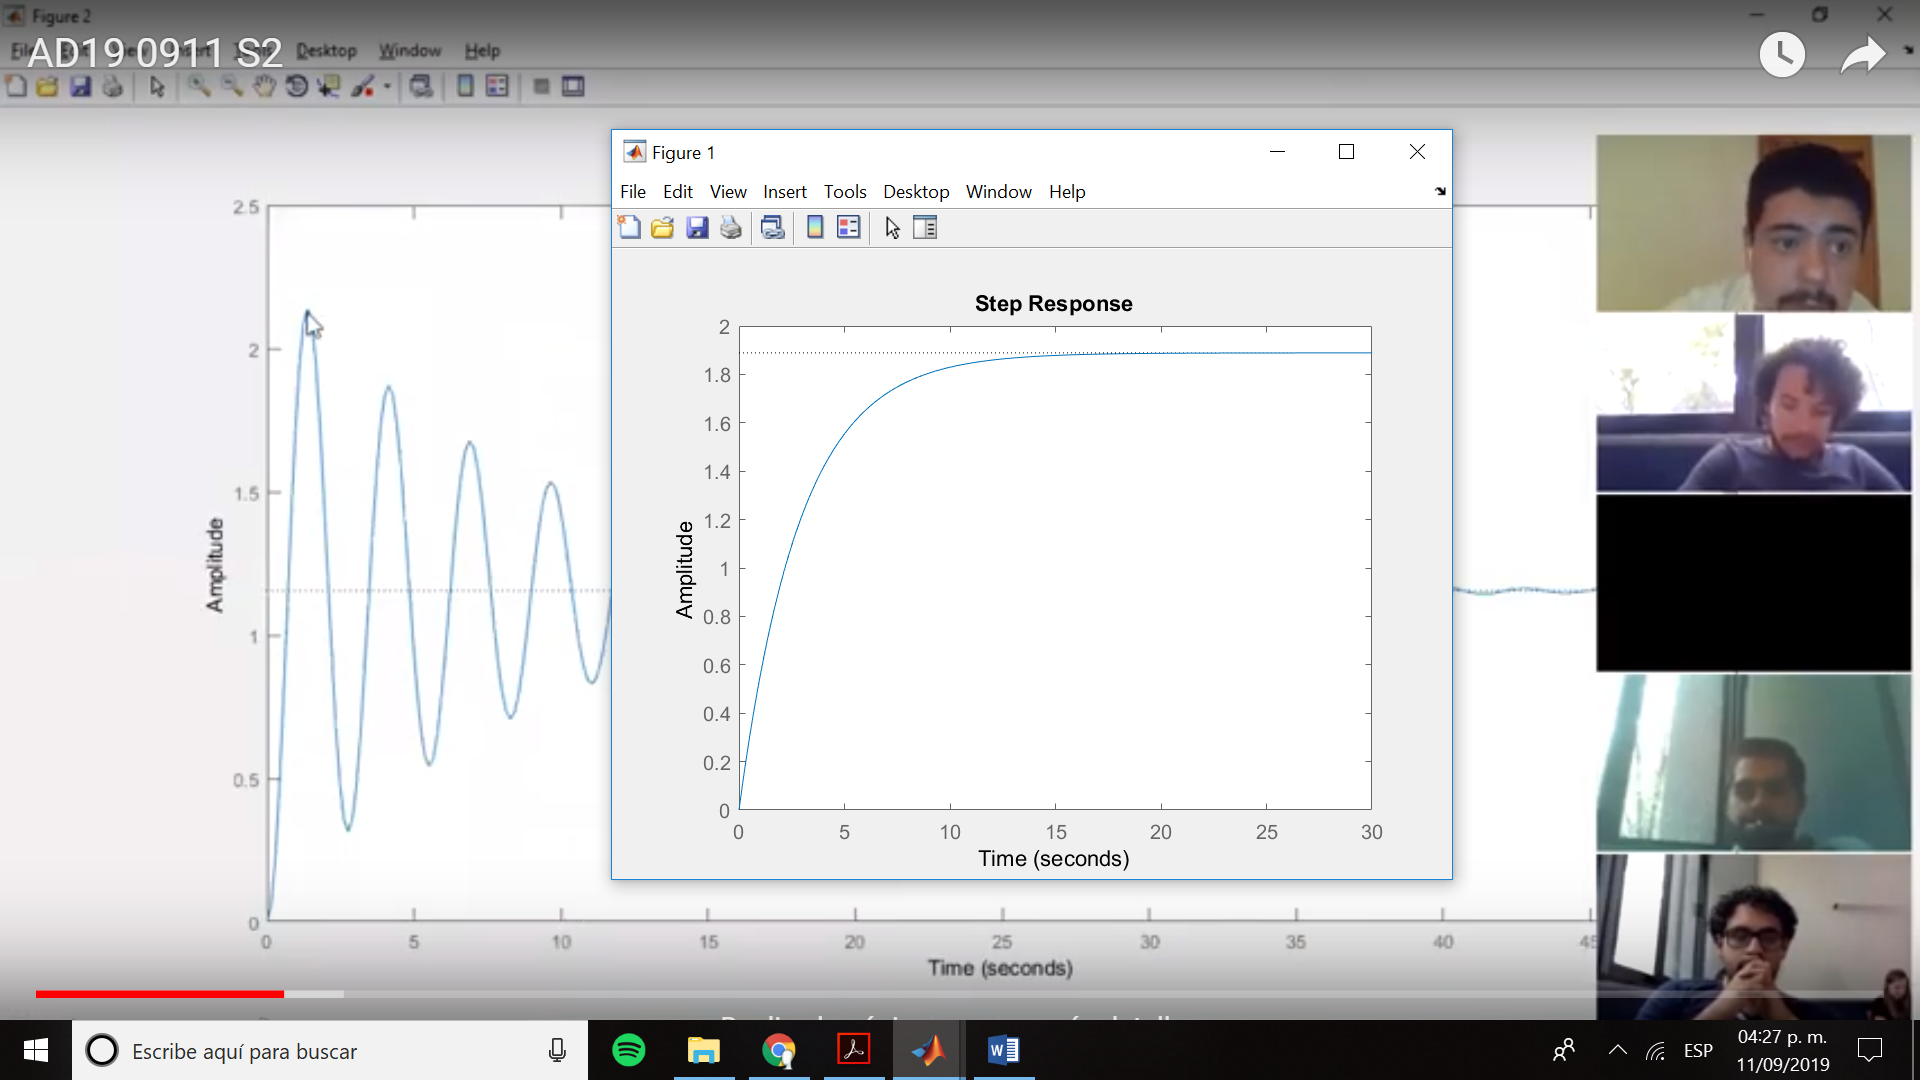 Figure 2
AD19 0911 S2
Desktop Window Help
Figure 1
File Edit View Insert Tools Desktop Window Help
Step Response
2
1.8
1.6
1.4
1.2
1
0.8
0.6
0.4
0.2
0
Amplitude
0 5 10 15 20 25 30
Time (seconds)
2.5
2
1.5
1
0.5
0
Amplitude
0 5 10 15 20 25 30 35 40 45
Time (seconds)
Escribe aquí para buscar
ESP
04:27 p. m.
11/09/2019